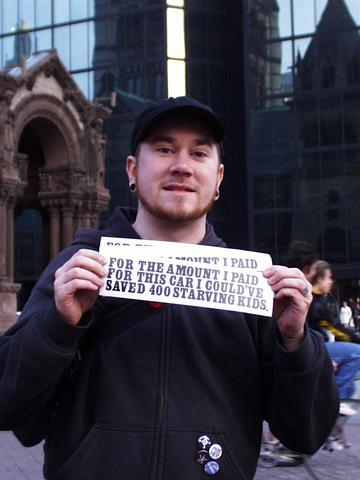 FOR THE AMOUNT I PAID
FOR THE AMOUNT I PAID
FOR THIS CAR I COULD'VE
SAVED 400 STARVING KIDS.